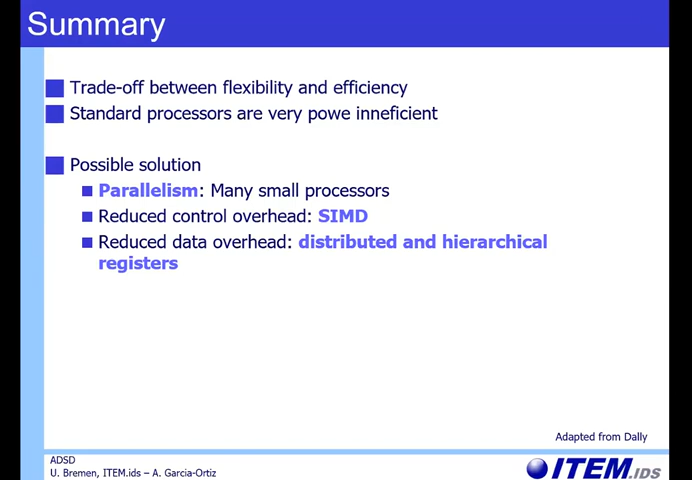 Summary
Trade-off between flexibility and efficiency
Standard processors are very powe inneficient
Possible solution
Parallelism: Many small processors
Reduced control overhead: SIMD
Reduced data overhead: distributed and hierarchical
registers
Adapted from Dally
ADSD
U. Bremen, ITEM.ids – A. Garcia-Ortiz
ITEM.IDS